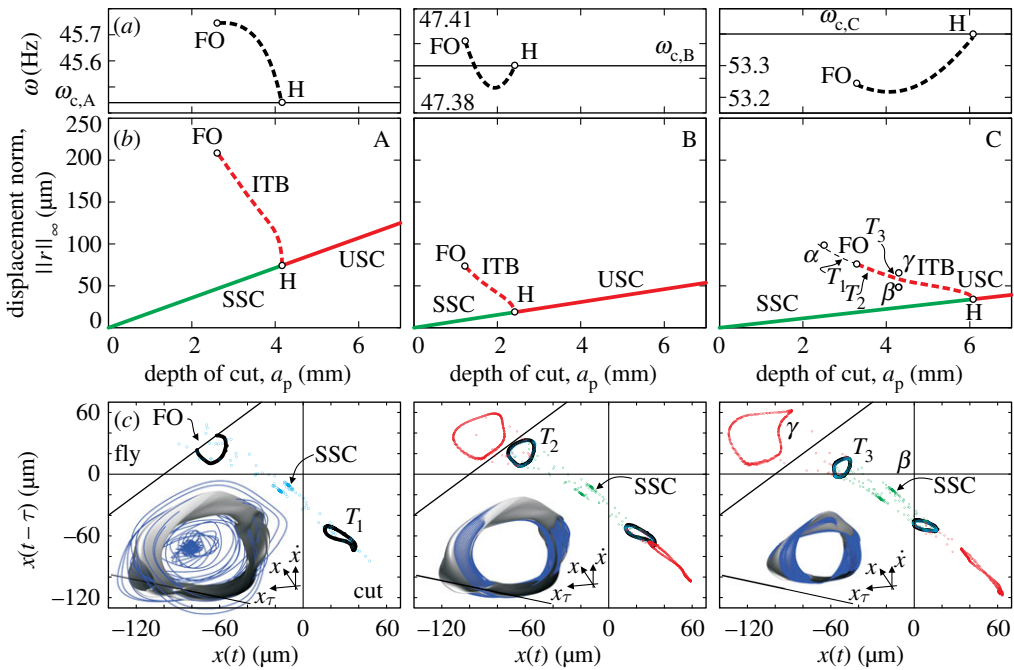 (a)
ω (Hz)
45.7
45.6
ω_c,A
FO
H
47.41
47.38
FO
H
ω_c,B
53.3
53.2
ω_c,C
FO
H
(b)
displacement norm,
||r||∞ (µm)
250
200
150
100
50
0
A
FO
ITB
H
SSC
USC
0 2 4 6
depth of cut, a_p (mm)
B
FO
ITB
SSC
H
USC
0 2 4 6
depth of cut, a_p (mm)
C
T_3
FO
γ
ITB
USC
α
T_1
T_2
β
SSC
H
0 2 4 6
depth of cut, a_p (mm)
(c)
x(t − τ) (µm)
60
0
−60
−120
FO
fly
SSC
T_1
x
ẋ
x_τ
cut
−120 −60 0 60
x(t) (µm)
T_2
SSC
x
ẋ
x_τ
−120 −60 0 60
x(t) (µm)
γ
T_3
β
SSC
x
ẋ
x_τ
−120 −60 0 60
x(t) (µm)